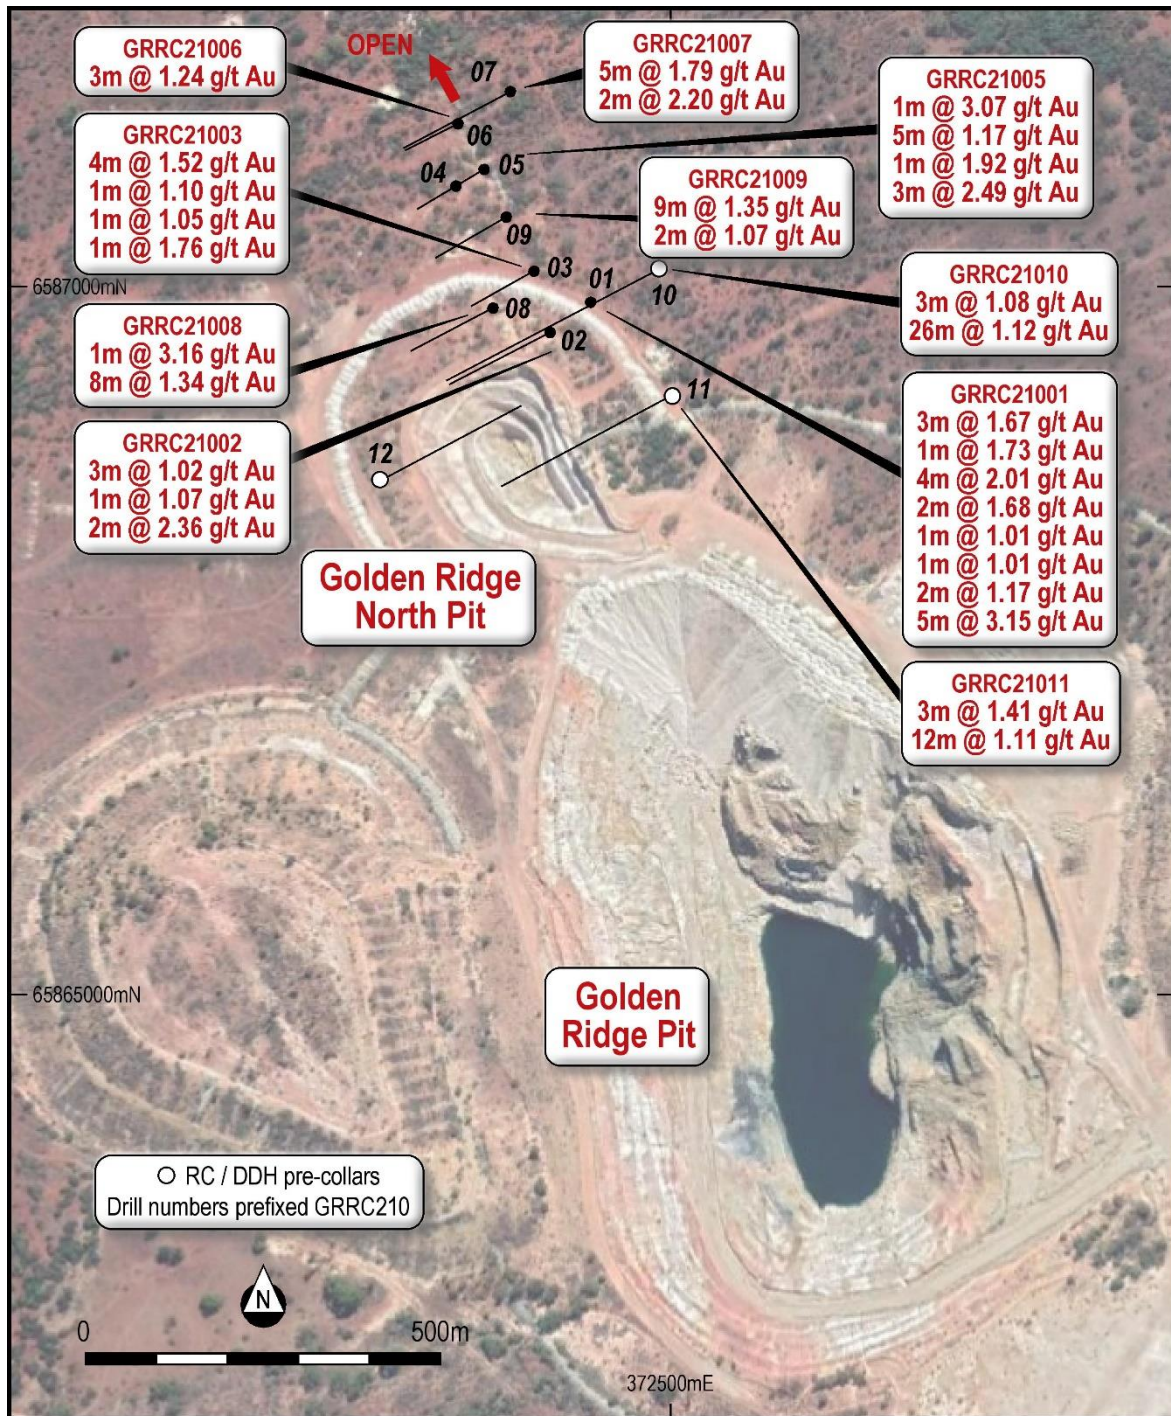 GRRC21006
3m @ 1.24 g/t Au
OPEN
07
GRRC21007
5m @ 1.79 g/t Au
2m @ 2.20 g/t Au
GRRC21005
1m @ 3.07 g/t Au
5m @ 1.17 g/t Au
1m @ 1.92 g/t Au
3m @ 2.49 g/t Au
06
GRRC21003
4m @ 1.52 g/t Au
1m @ 1.10 g/t Au
1m @ 1.05 g/t Au
1m @ 1.76 g/t Au
04
05
GRRC21009
9m @ 1.35 g/t Au
2m @ 1.07 g/t Au
09
03
01
10
GRRC21010
3m @ 1.08 g/t Au
26m @ 1.12 g/t Au
6587000mN
GRRC21008
1m @ 3.16 g/t Au
8m @ 1.34 g/t Au
08
02
11
GRRC21001
3m @ 1.67 g/t Au
1m @ 1.73 g/t Au
4m @ 2.01 g/t Au
2m @ 1.68 g/t Au
1m @ 1.01 g/t Au
1m @ 1.01 g/t Au
2m @ 1.17 g/t Au
5m @ 3.15 g/t Au
GRRC21002
3m @ 1.02 g/t Au
1m @ 1.07 g/t Au
2m @ 2.36 g/t Au
12
Golden Ridge
North Pit
GRRC21011
3m @ 1.41 g/t Au
12m @ 1.11 g/t Au
65865000mN
Golden
Ridge Pit
RC / DDH pre-collars
Drill numbers prefixed GRRC210
N
0
500m
372500mE